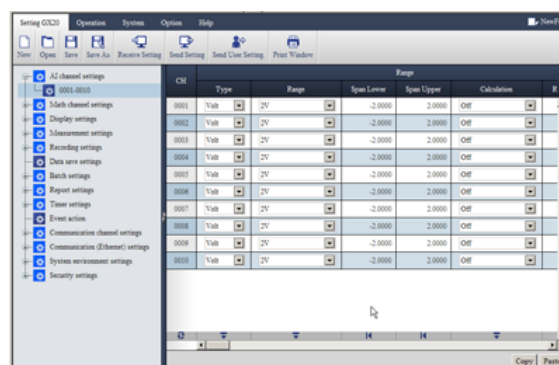 Setting GX20 Operation System Option Help
New Open Save Save As Receive Setting Send Setting Send User Setting Print Window
AI channel settings
0001-0010
Math channel settings
Display settings
Measurement settings
Recording settings
Data save settings
Batch settings
Report settings
Timer settings
Event action
Communication channel settings
Communication (Ethernet) settings
System environment settings
Security settings
CH Range
Type Range Span Lower Span Upper Calculation R
0001 Volt 2V -2.0000 2.0000 Off
0002 Volt 2V -2.0000 2.0000 Off
0003 Volt 2V -2.0000 2.0000 Off
0004 Volt 2V -2.0000 2.0000 Off
0005 Volt 2V -2.0000 2.0000 Off
0006 Volt 2V -2.0000 2.0000 Off
0007 Volt 2V -2.0000 2.0000 Off
0008 Volt 2V -2.0000 2.0000 Off
0009 Volt 2V -2.0000 2.0000 Off
0010 Volt 2V -2.0000 2.0000 Off
Copy Paste